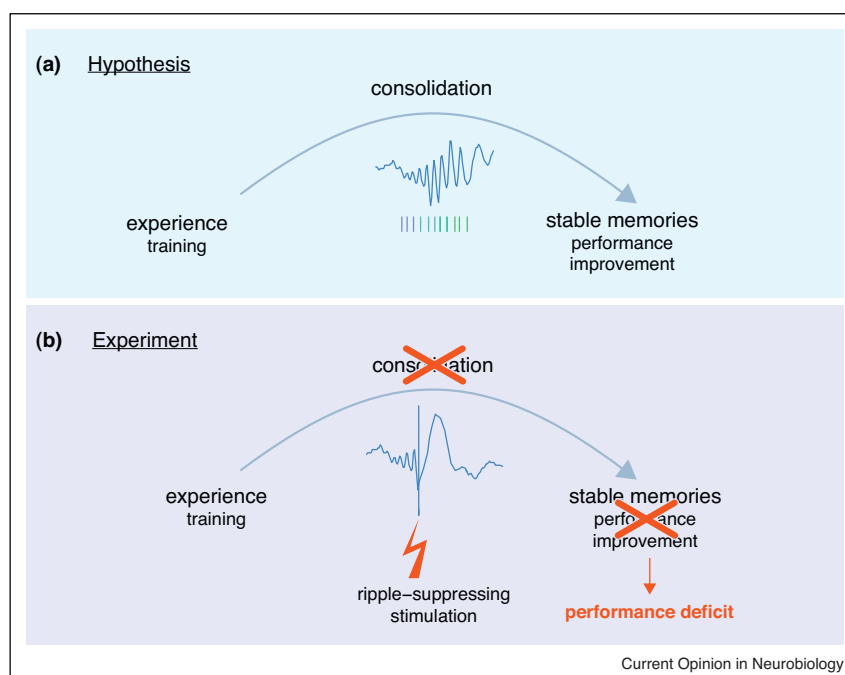 (a) Hypothesis
consolidation
experience
training
stable memories
performance
improvement
(b) Experiment
consolidation
experience
training
ripple–suppressing
stimulation
stable memories
performance
improvement
performance deficit
Current Opinion in Neurobiology